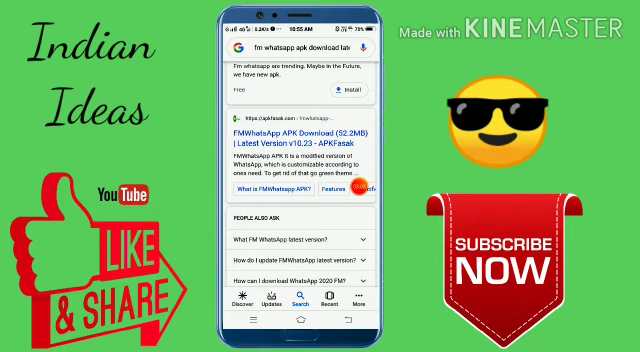 Indian
Ideas
YouTube
LIKE
& SHARE
10:55 AM
fm whatsapp apk download late
Fm whatsapp are trending. Maybe in the Future,
we have new apk.
Free
Install
https://apkfasak.com › fmwhatsapp-...
FMWhatsApp APK Download (52.2MB)
| Latest Version v10.23 - APKFasak
FMWhatsApp APK It is a modified version of
WhatsApp, which is customizable according to
ones need. To get rid of that go green theme ...
What is FMWhatsapp APK?
Features
PEOPLE ALSO ASK
What FM WhatsApp latest version?
How do I update FMWhatsApp latest version?
How can I download WhatsApp 2020 FM?
Discover
Updates
Search
Recent
More
Made with KINEMASTER
SUBSCRIBE
NOW